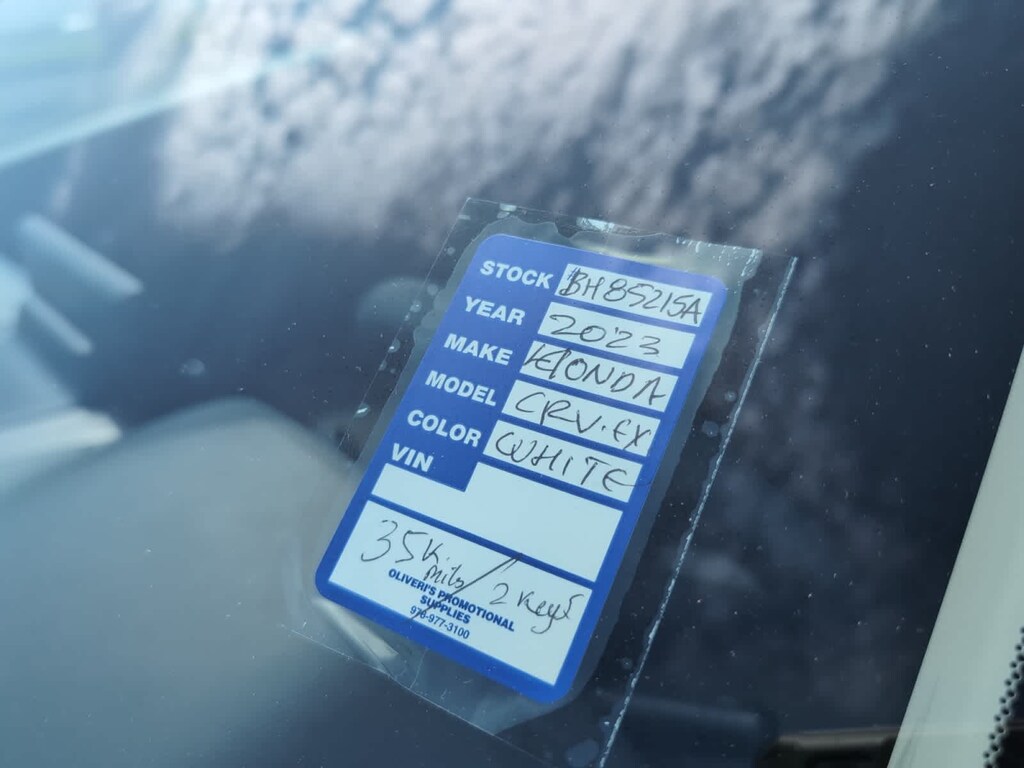 STOCK BH85215A
YEAR 2023
MAKE HONDA
MODEL CRV.EX
COLOR WHITE
VIN
35K. mils / 2 keys
OLIVERI'S PROMOTIONAL
SUPPLIES
978-977-3100